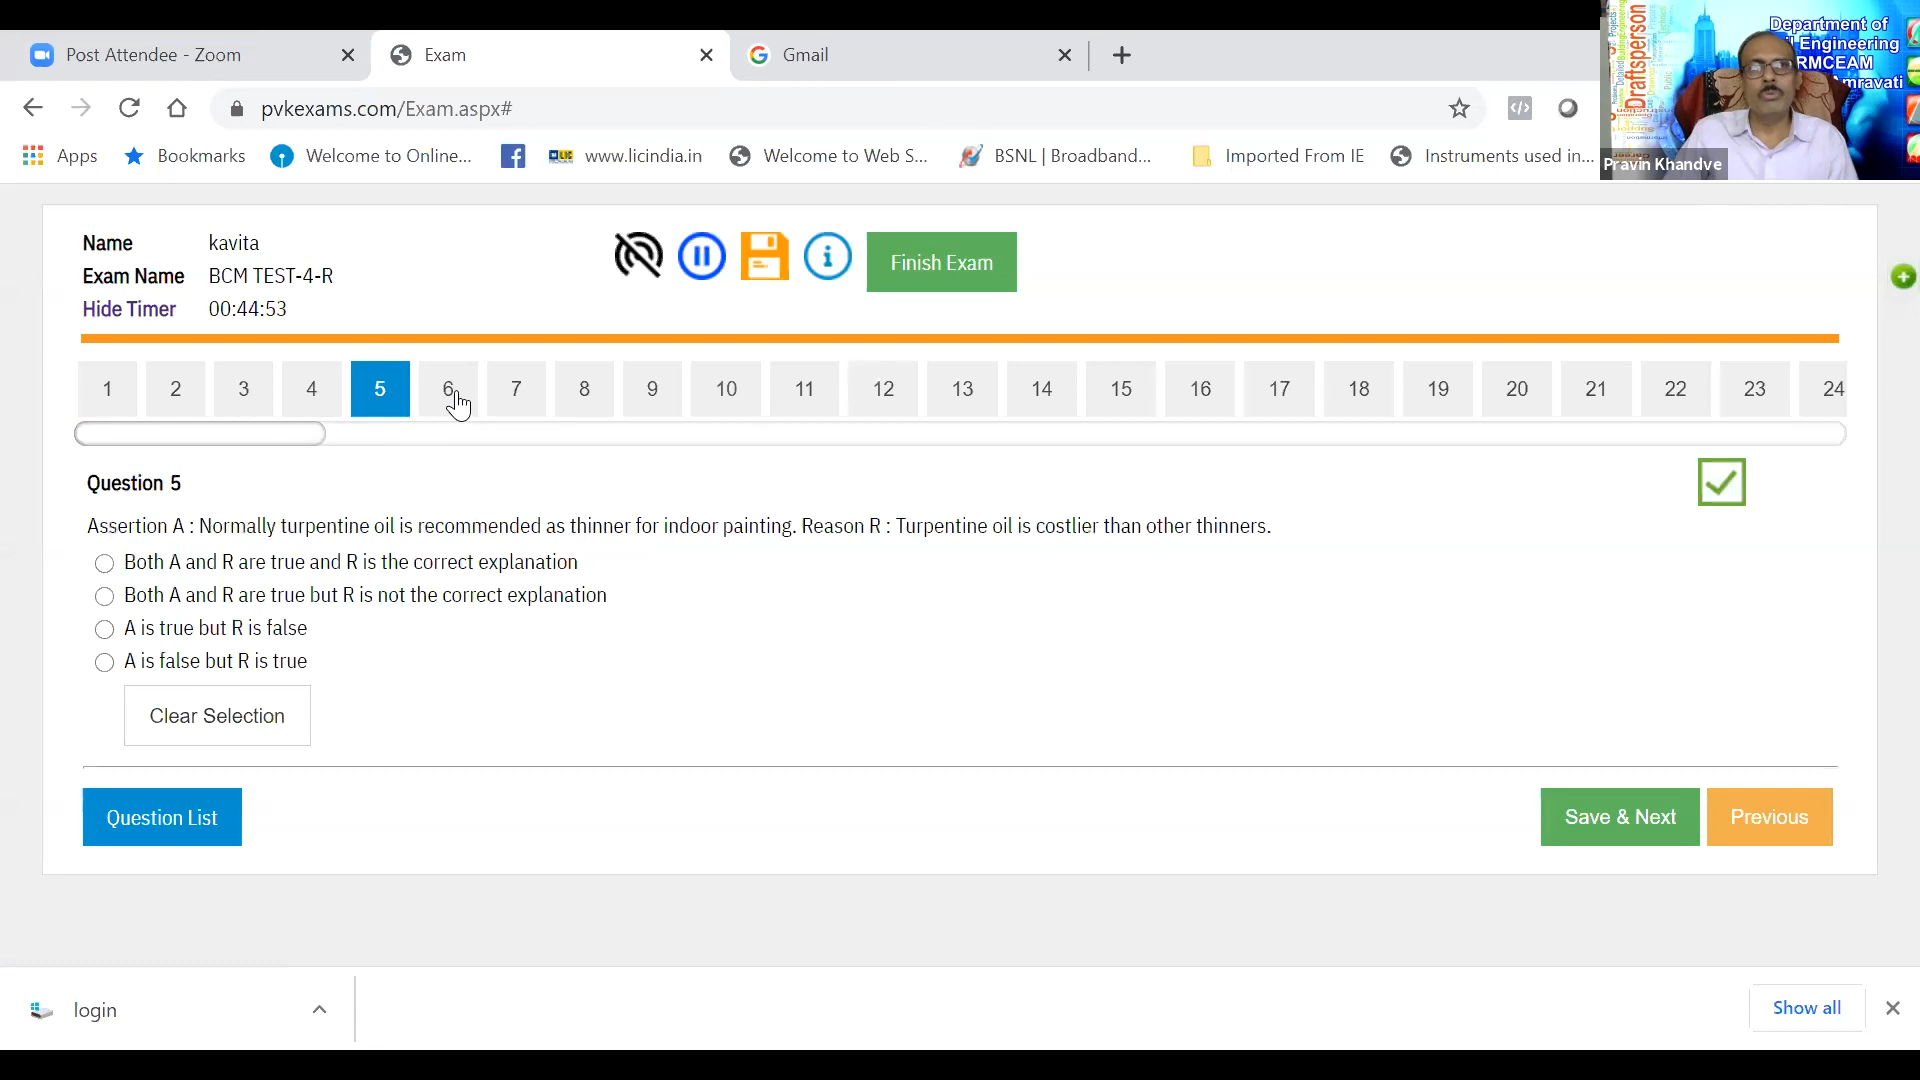 Post Attendee - Zoom
Exam
Gmail
pvkexams.com/Exam.aspx#
Apps
Bookmarks
Welcome to Online...
LIC
www.licindia.in
Welcome to Web S...
BSNL | Broadband...
Imported From IE
Instruments used in...
Draftsperson
Department of
Engineering
RMCEAM
mravati
Pravin Khandve
Name kavita
Exam Name BCM TEST-4-R
Hide Timer 00:44:53
Finish Exam
1 2 3 4 5 6 7 8 9 10 11 12 13 14 15 16 17 18 19 20 21 22 23 24
Question 5
Assertion A : Normally turpentine oil is recommended as thinner for indoor painting. Reason R : Turpentine oil is costlier than other thinners.
Both A and R are true and R is the correct explanation
Both A and R are true but R is not the correct explanation
A is true but R is false
A is false but R is true
Clear Selection
Question List
Save & Next
Previous
login
Show all